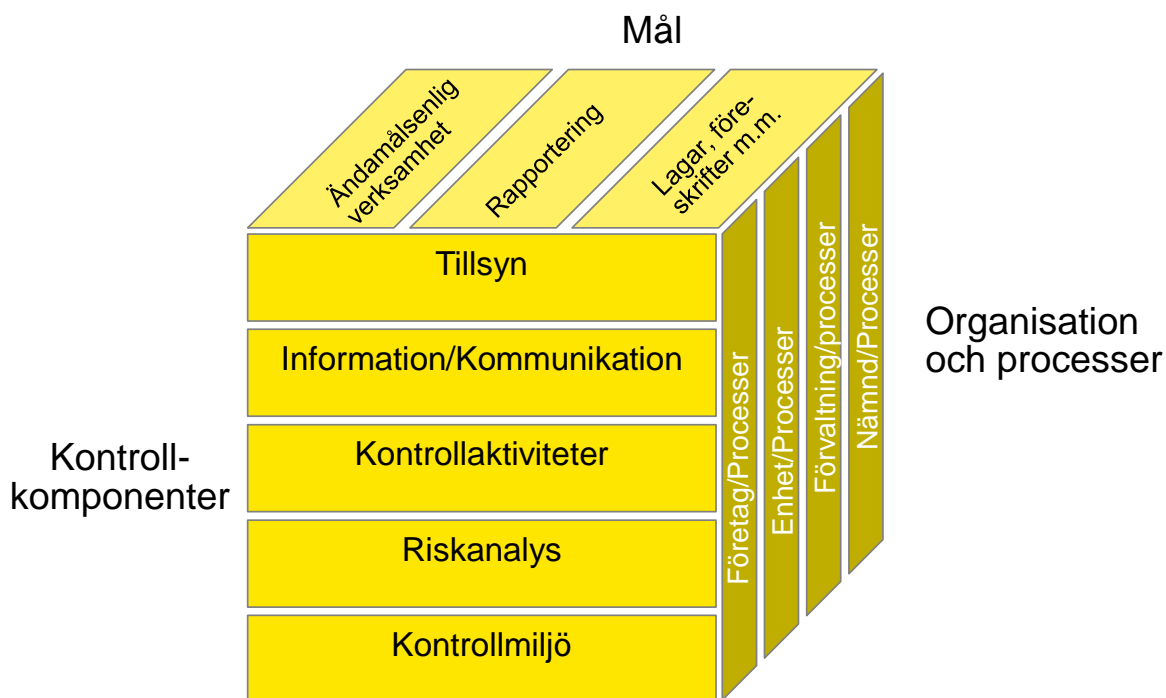 Mål
Ändamålsenlig
verksamhet
Rapportering
Lagar, före-
skrifter m.m.
Tillsyn
Information/Kommunikation
Kontrollaktiviteter
Riskanalys
Kontrollmiljö
Kontroll-
komponenter
Företag/Processer
Enhet/Processer
Förvaltning/processer
Nämnd/Processer
Organisation
och processer